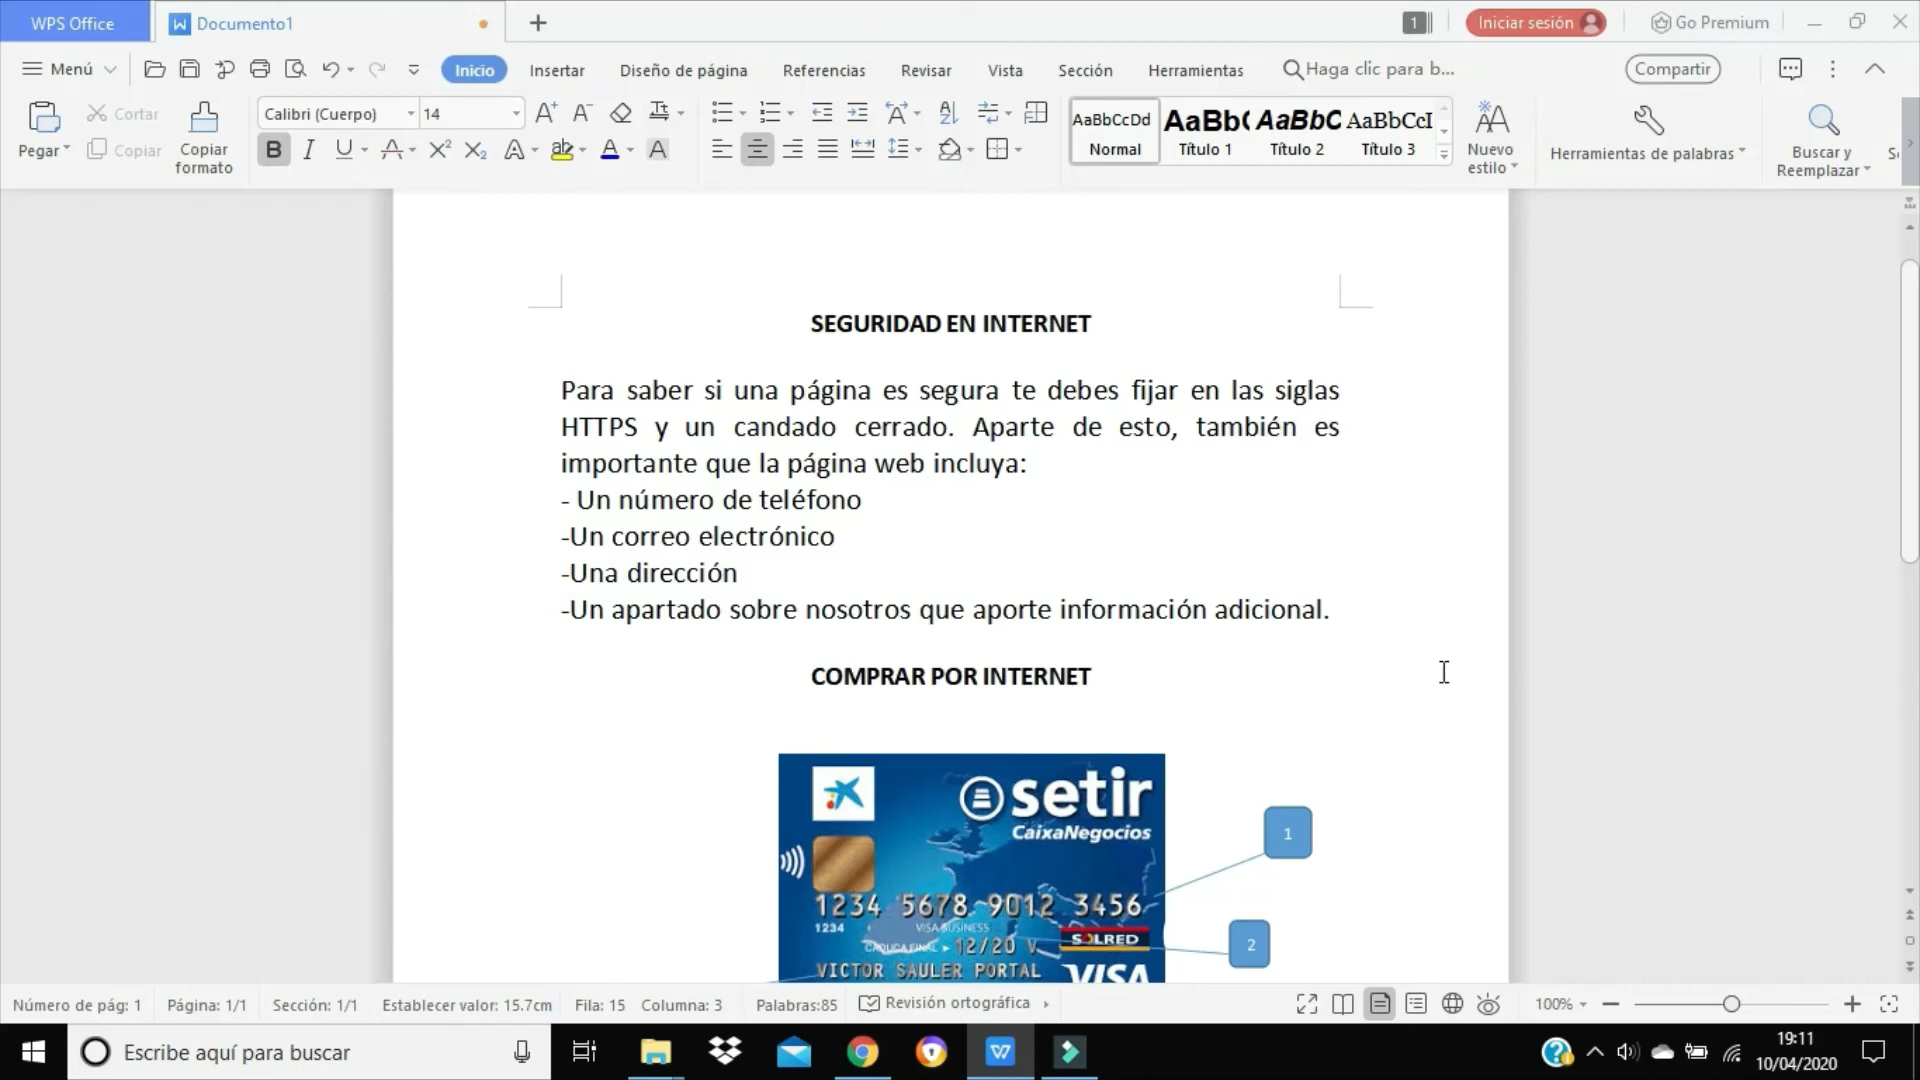 WPS Office
Documento1
1
Iniciar sesión
Go Premium
Menú
Inicio
Insertar
Diseño de página
Referencias
Revisar
Vista
Sección
Herramientas
Haga clic para b...
Compartir
Pegar
Cortar
Copiar
Copiar formato
Calibri (Cuerpo)
14
AaBbCcDd
Normal
AaBb(
Título 1
AaBbC
Título 2
AaBbCcI
Título 3
Nuevo estilo
Herramientas de palabras
Buscar y Reemplazar
SEGURIDAD EN INTERNET
Para saber si una página es segura te debes fijar en las siglas
HTTPS y un candado cerrado. Aparte de esto, también es
importante que la página web incluya:
- Un número de teléfono
-Un correo electrónico
-Una dirección
-Un apartado sobre nosotros que aporte información adicional.
COMPRAR POR INTERNET
setir
CaixaNegocios
1
1234 5678 9012 3456
1234
VISA BUSINESS
CADUCA FINAL ► 12/20 V
SOLRED
2
VICTOR SAULER PORTAL
VISA
Número de pág: 1
Página: 1/1
Sección: 1/1
Establecer valor: 15.7cm
Fila: 15
Columna: 3
Palabras:85
Revisión ortográfica
100%
Escribe aquí para buscar
19:11
10/04/2020